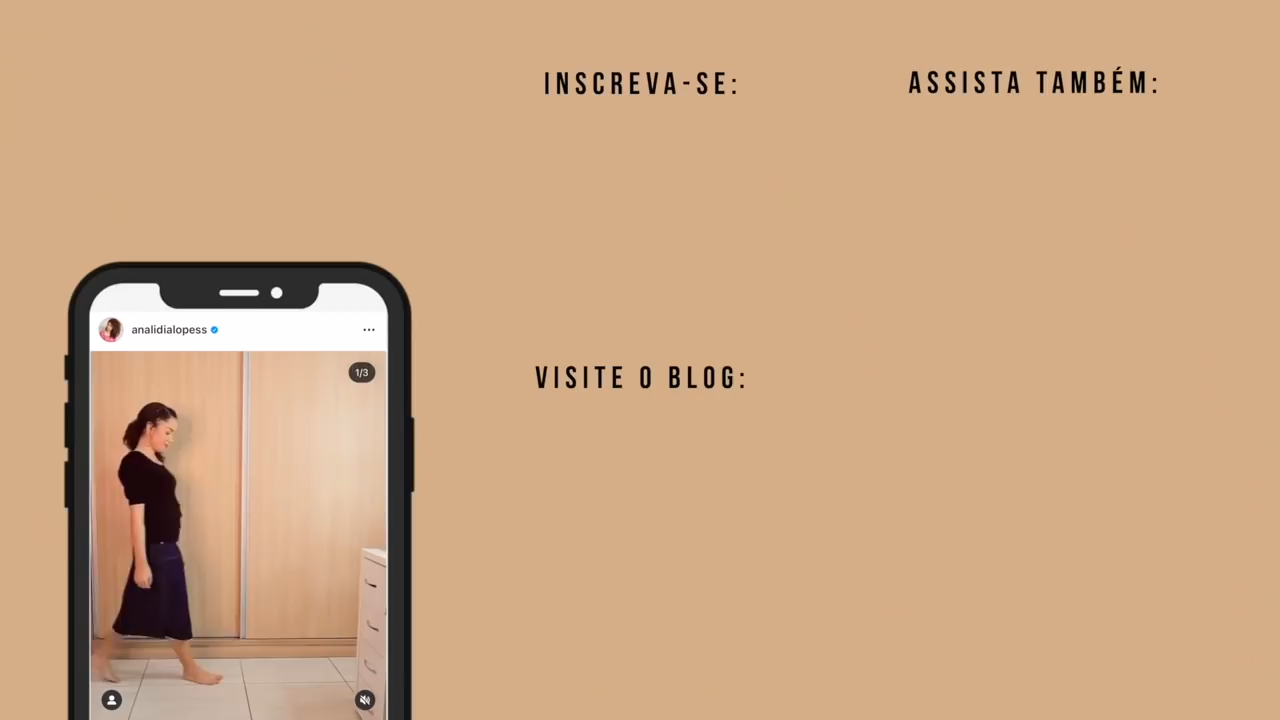 INSCREVA-SE:
ASSISTA TAMBÉM:
analidialopess
1/3
VISITE O BLOG: